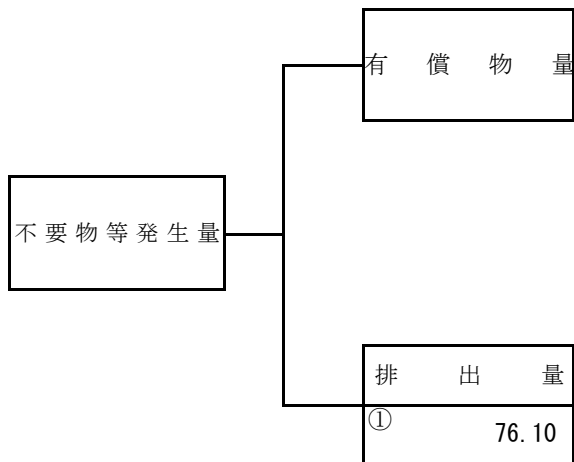 有償物量
不要物等発生量
排出量
①
76.10